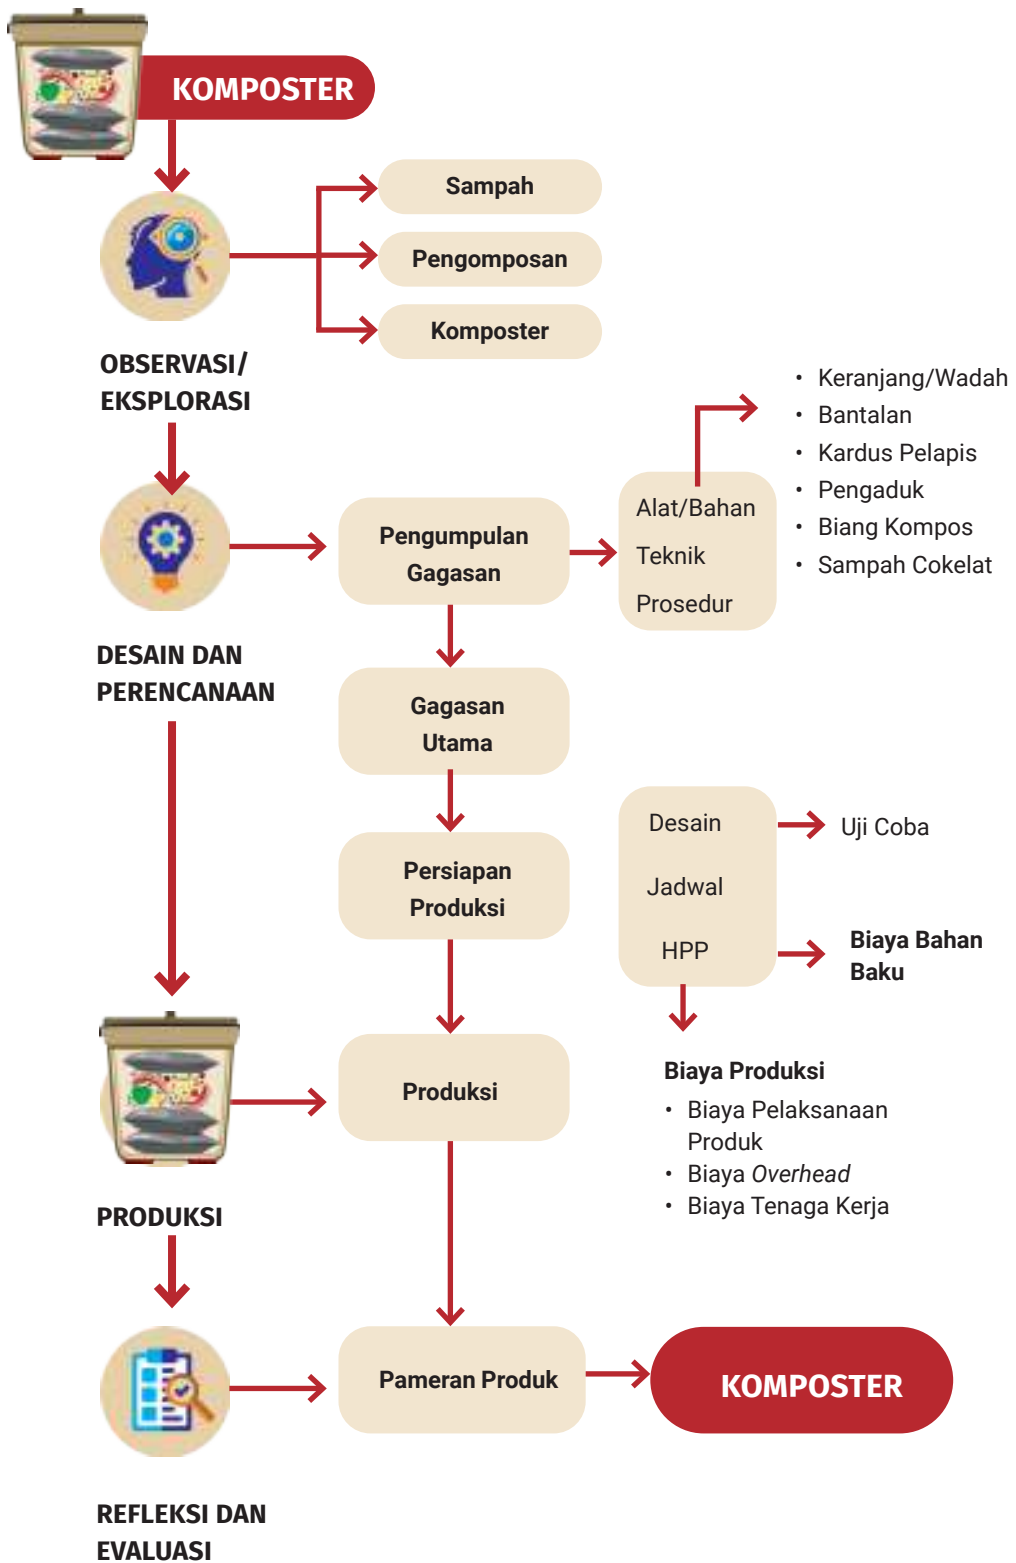 KOMPOSTER
Sampah
Pengomposan
Komposter
OBSERVASI/
EKSPLORASI
• Keranjang/Wadah
• Bantalan
• Kardus Pelapis
• Pengaduk
• Biang Kompos
• Sampah Cokelat
Pengumpulan
Gagasan
Alat/Bahan
Teknik
Prosedur
DESAIN DAN
PERENCANAAN
Gagasan
Utama
Persiapan
Produksi
Desain
Jadwal
HPP
Uji Coba
Biaya Bahan
Baku
Biaya Produksi
• Biaya Pelaksanaan
Produk
• Biaya Overhead
• Biaya Tenaga Kerja
Produksi
PRODUKSI
Pameran Produk
KOMPOSTER
REFLEKSI DAN
EVALUASI